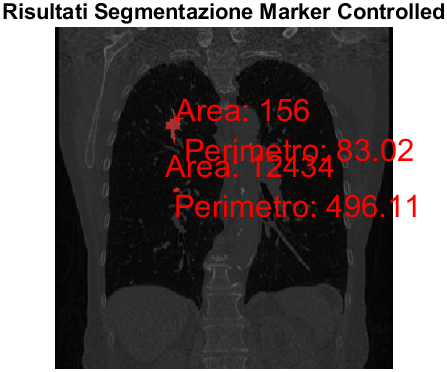 Risultati Segmentazione Marker Controlled
Area: 156
Perimetro: 83.02
Area: 12434
Perimetro: 496.11